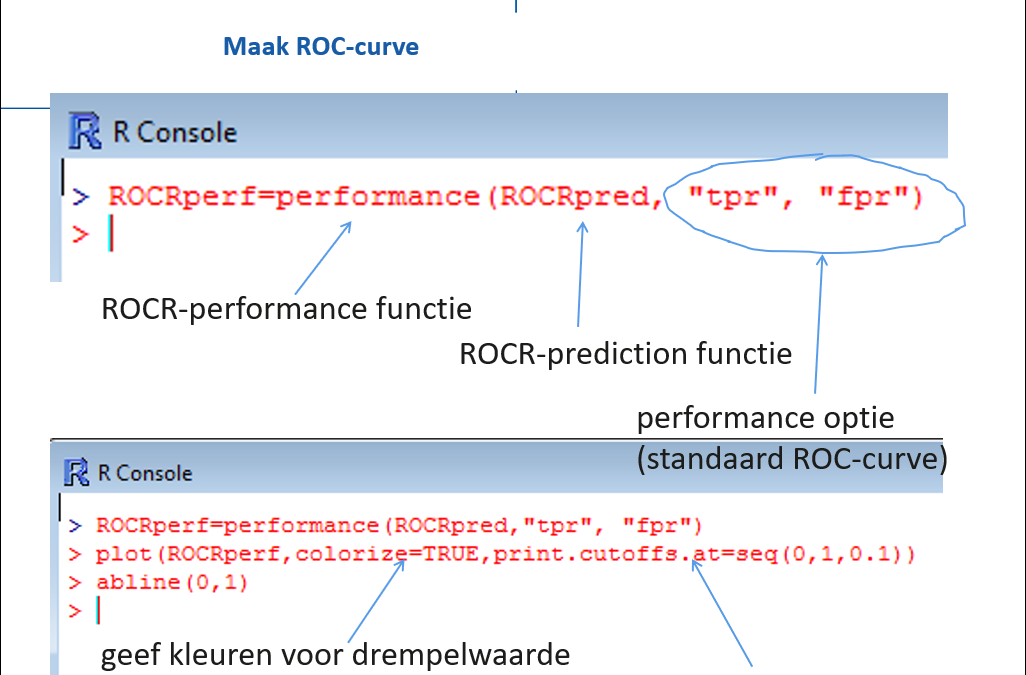 Maak ROC-curve
R Console
> ROCRperf=performance(ROCRpred, "tpr", "fpr")
>
ROCR-performance functie
ROCR-prediction functie
performance optie
(standaard ROC-curve)
R Console
> ROCRperf=performance(ROCRpred,"tpr", "fpr")
> plot(ROCRperf,colorize=TRUE,print.cutoffs.at=seq(0,1,0.1))
> abline(0,1)
>
geef kleuren voor drempelwaarde